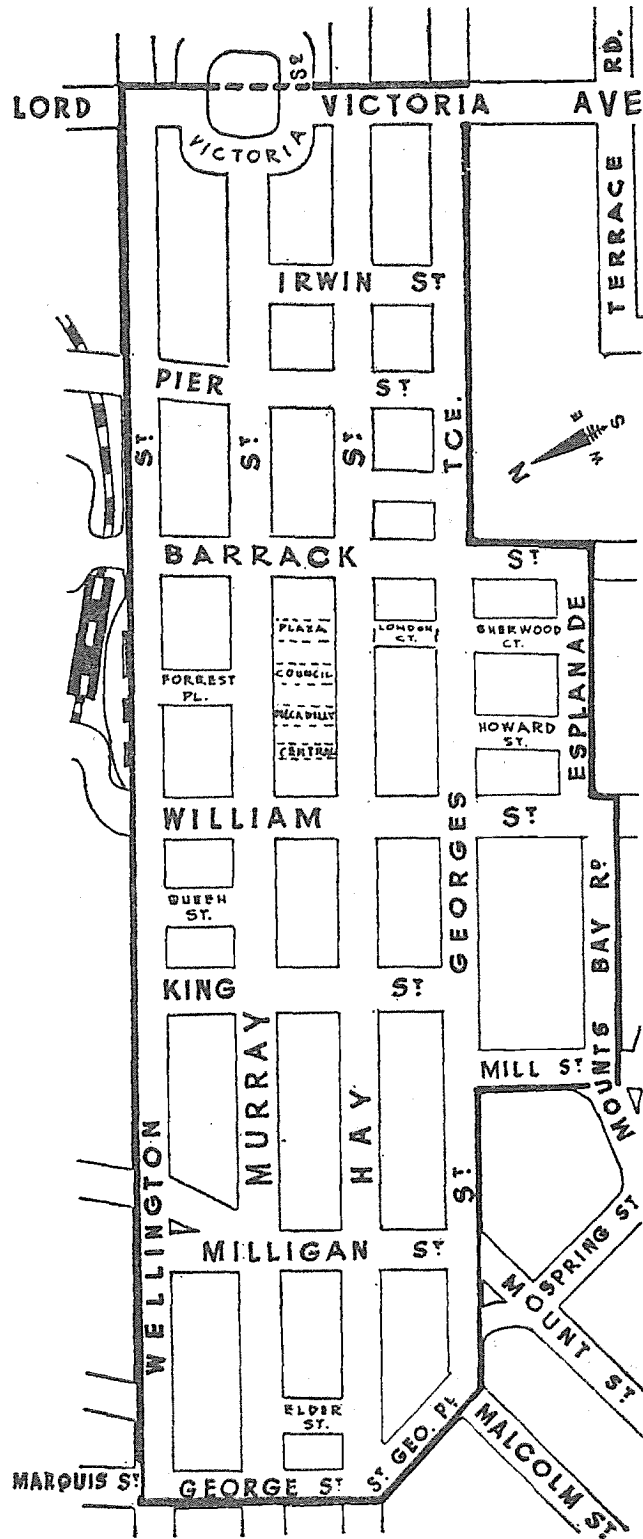 LORD
VICTORIA AVE
RD.
TERRACE
VICTORIA
SQ
IRWIN ST
PIER ST
ST
ST
ST
TCE.
N
E
S
W
BARRACK ST
PLAZA
LONDON CT.
SHERWOOD CT.
COUNCIL
FORREST PL.
PICCADILLY
HOWARD ST.
CENTRAL
ESPLANADE
WILLIAM ST
GEORGES
QUEEN ST.
KING ST
MOUNTS BAY RD
MILL ST
MURRAY
HAY
ST
WELLINGTON
MILLIGAN ST
MOSPRING ST
MOUNT ST
ELDER ST.
ST GEO. PL.
MALCOLM ST
MARQUIS ST
GEORGE ST